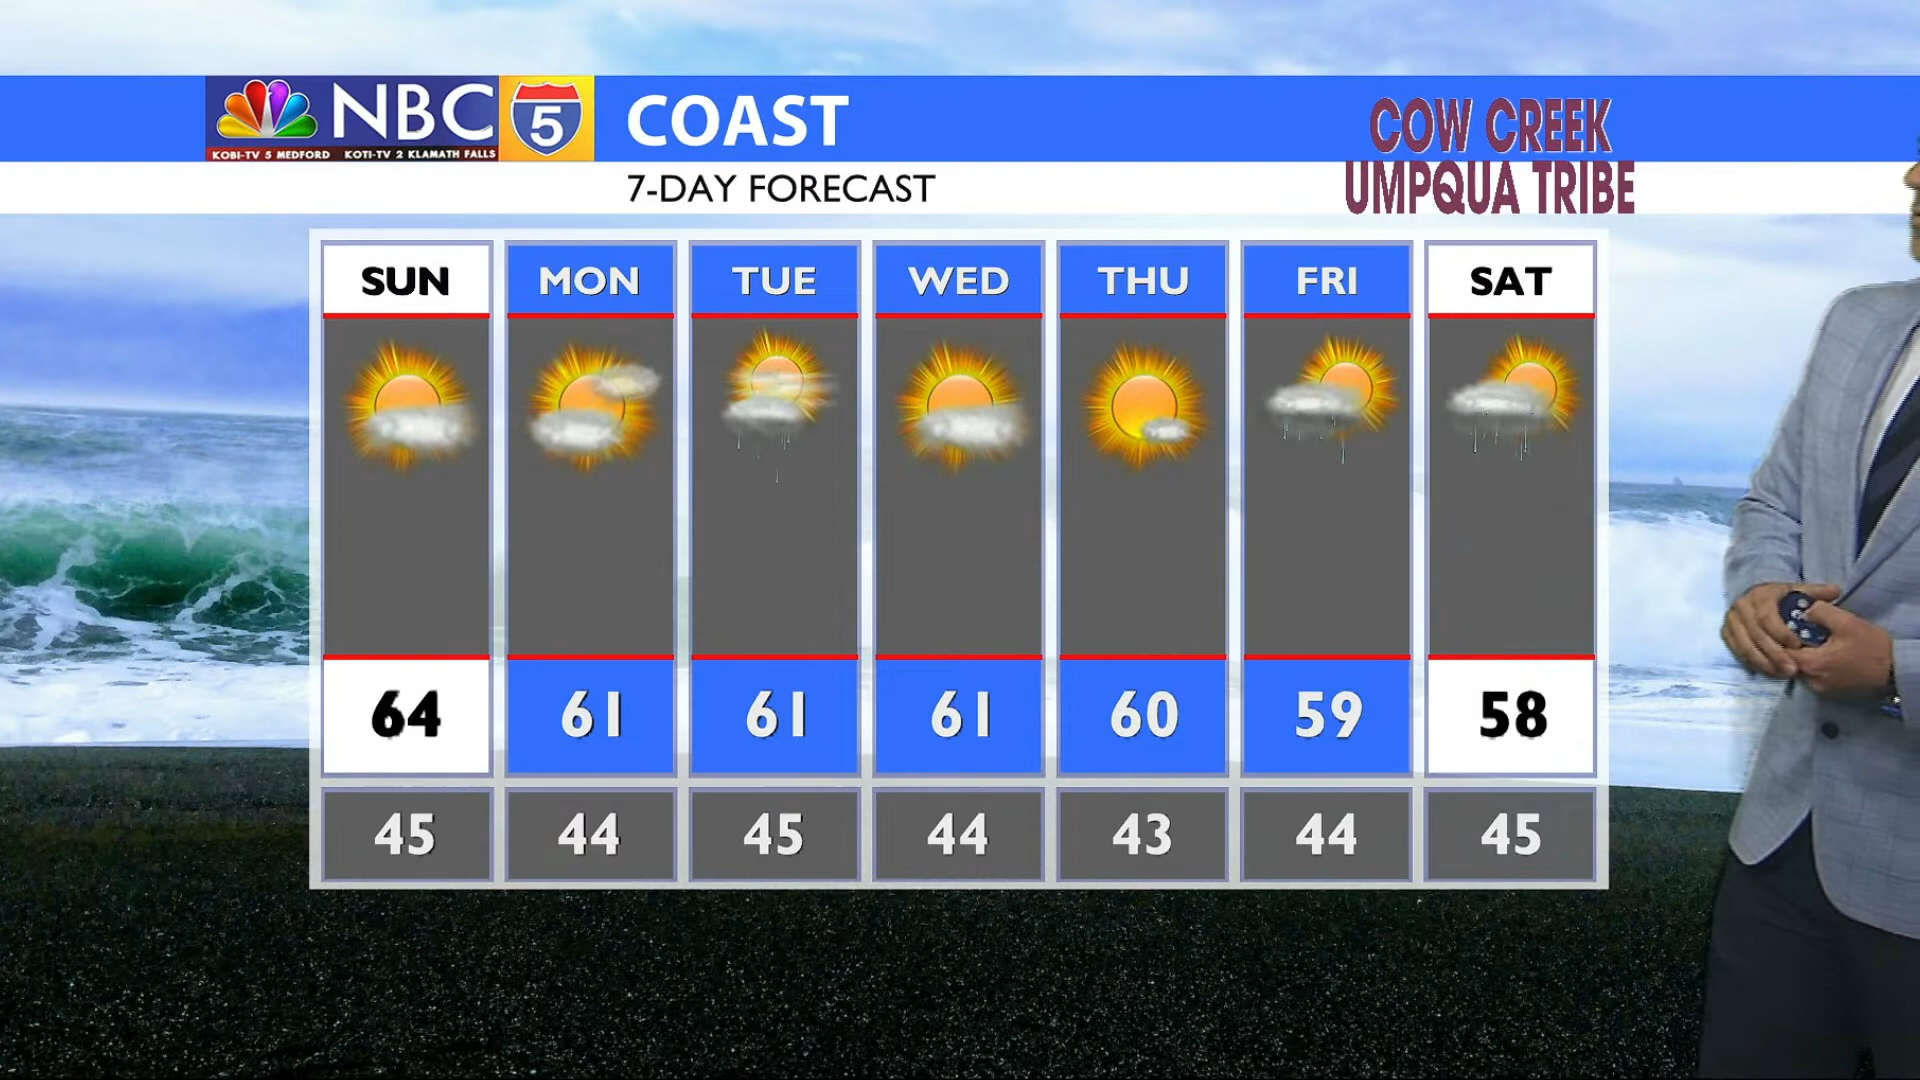 NBC 5
KOBI-TV 5 MEDFORD KOTI-TV 2 KLAMATH FALLS
COAST
7-DAY FORECAST
COW CREEK
UMPQUA TRIBE
SUN MON TUE WED THU FRI SAT
64 61 61 61 60 59 58
45 44 45 44 43 44 45